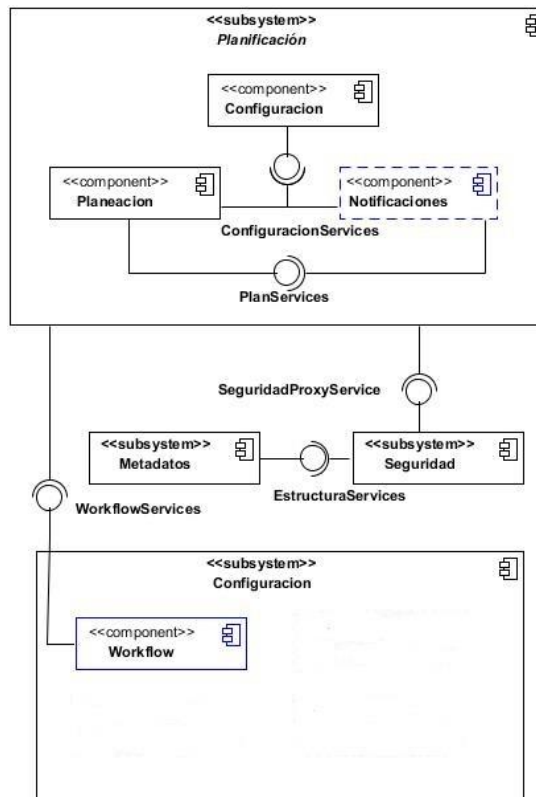 <<subsystem>>
Planificación
<<component>>
Configuracion
<<component>>
Planeacion
<<component>>
Notificaciones
ConfiguracionServices
PlanServices
SeguridadProxyService
<<subsystem>>
Metadatos
<<subsystem>>
Seguridad
EstructuraServices
WorkflowServices
<<subsystem>>
Configuracion
<<component>>
Workflow